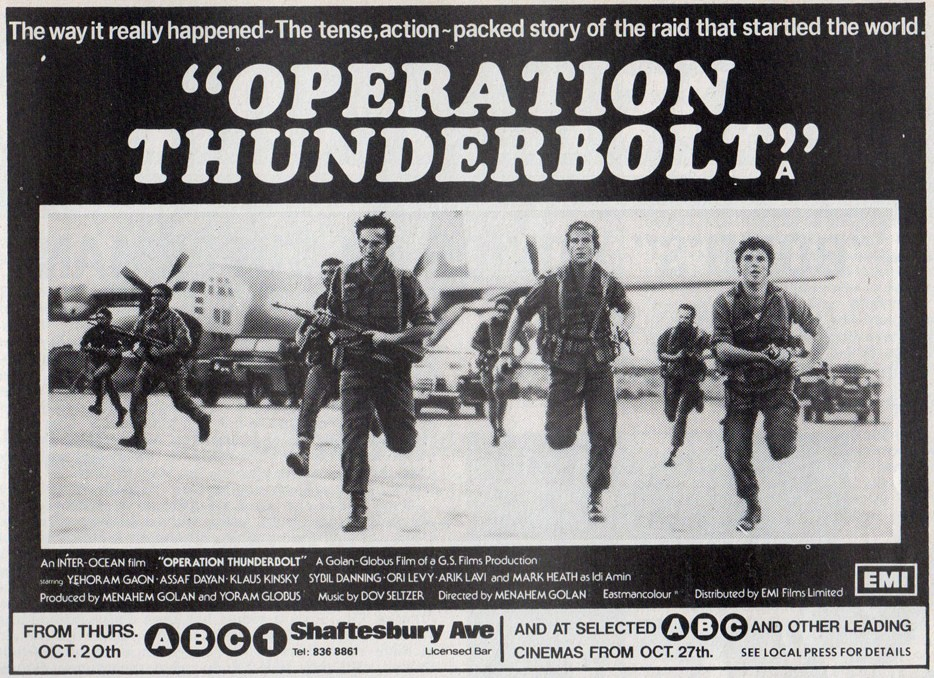 The way it really happened~The tense, action~packed story of the raid that startled the world.
"OPERATION
THUNDERBOLT"
A
An INTER-OCEAN film "OPERATION THUNDERBOLT" A Golan-Globus Film of a G.S. Films Production
starring YEHORAM GAON · ASSAF DAYAN · KLAUS KINSKY SYBIL DANNING · ORI LEVY · ARIK LAVI and MARK HEATH as Idi Amin
Produced by MENAHEM GOLAN and YORAM GLOBUS Music by DOV SELTZER Directed by MENAHEM GOLAN Eastmancolour Distributed by EMI Films Limited
EMI
FROM THURS.
OCT. 20th
ABC1 Shaftesbury Ave
Tel: 836 8861 Licensed Bar
AND AT SELECTED ABC AND OTHER LEADING
CINEMAS FROM OCT. 27th. SEE LOCAL PRESS FOR DETAILS